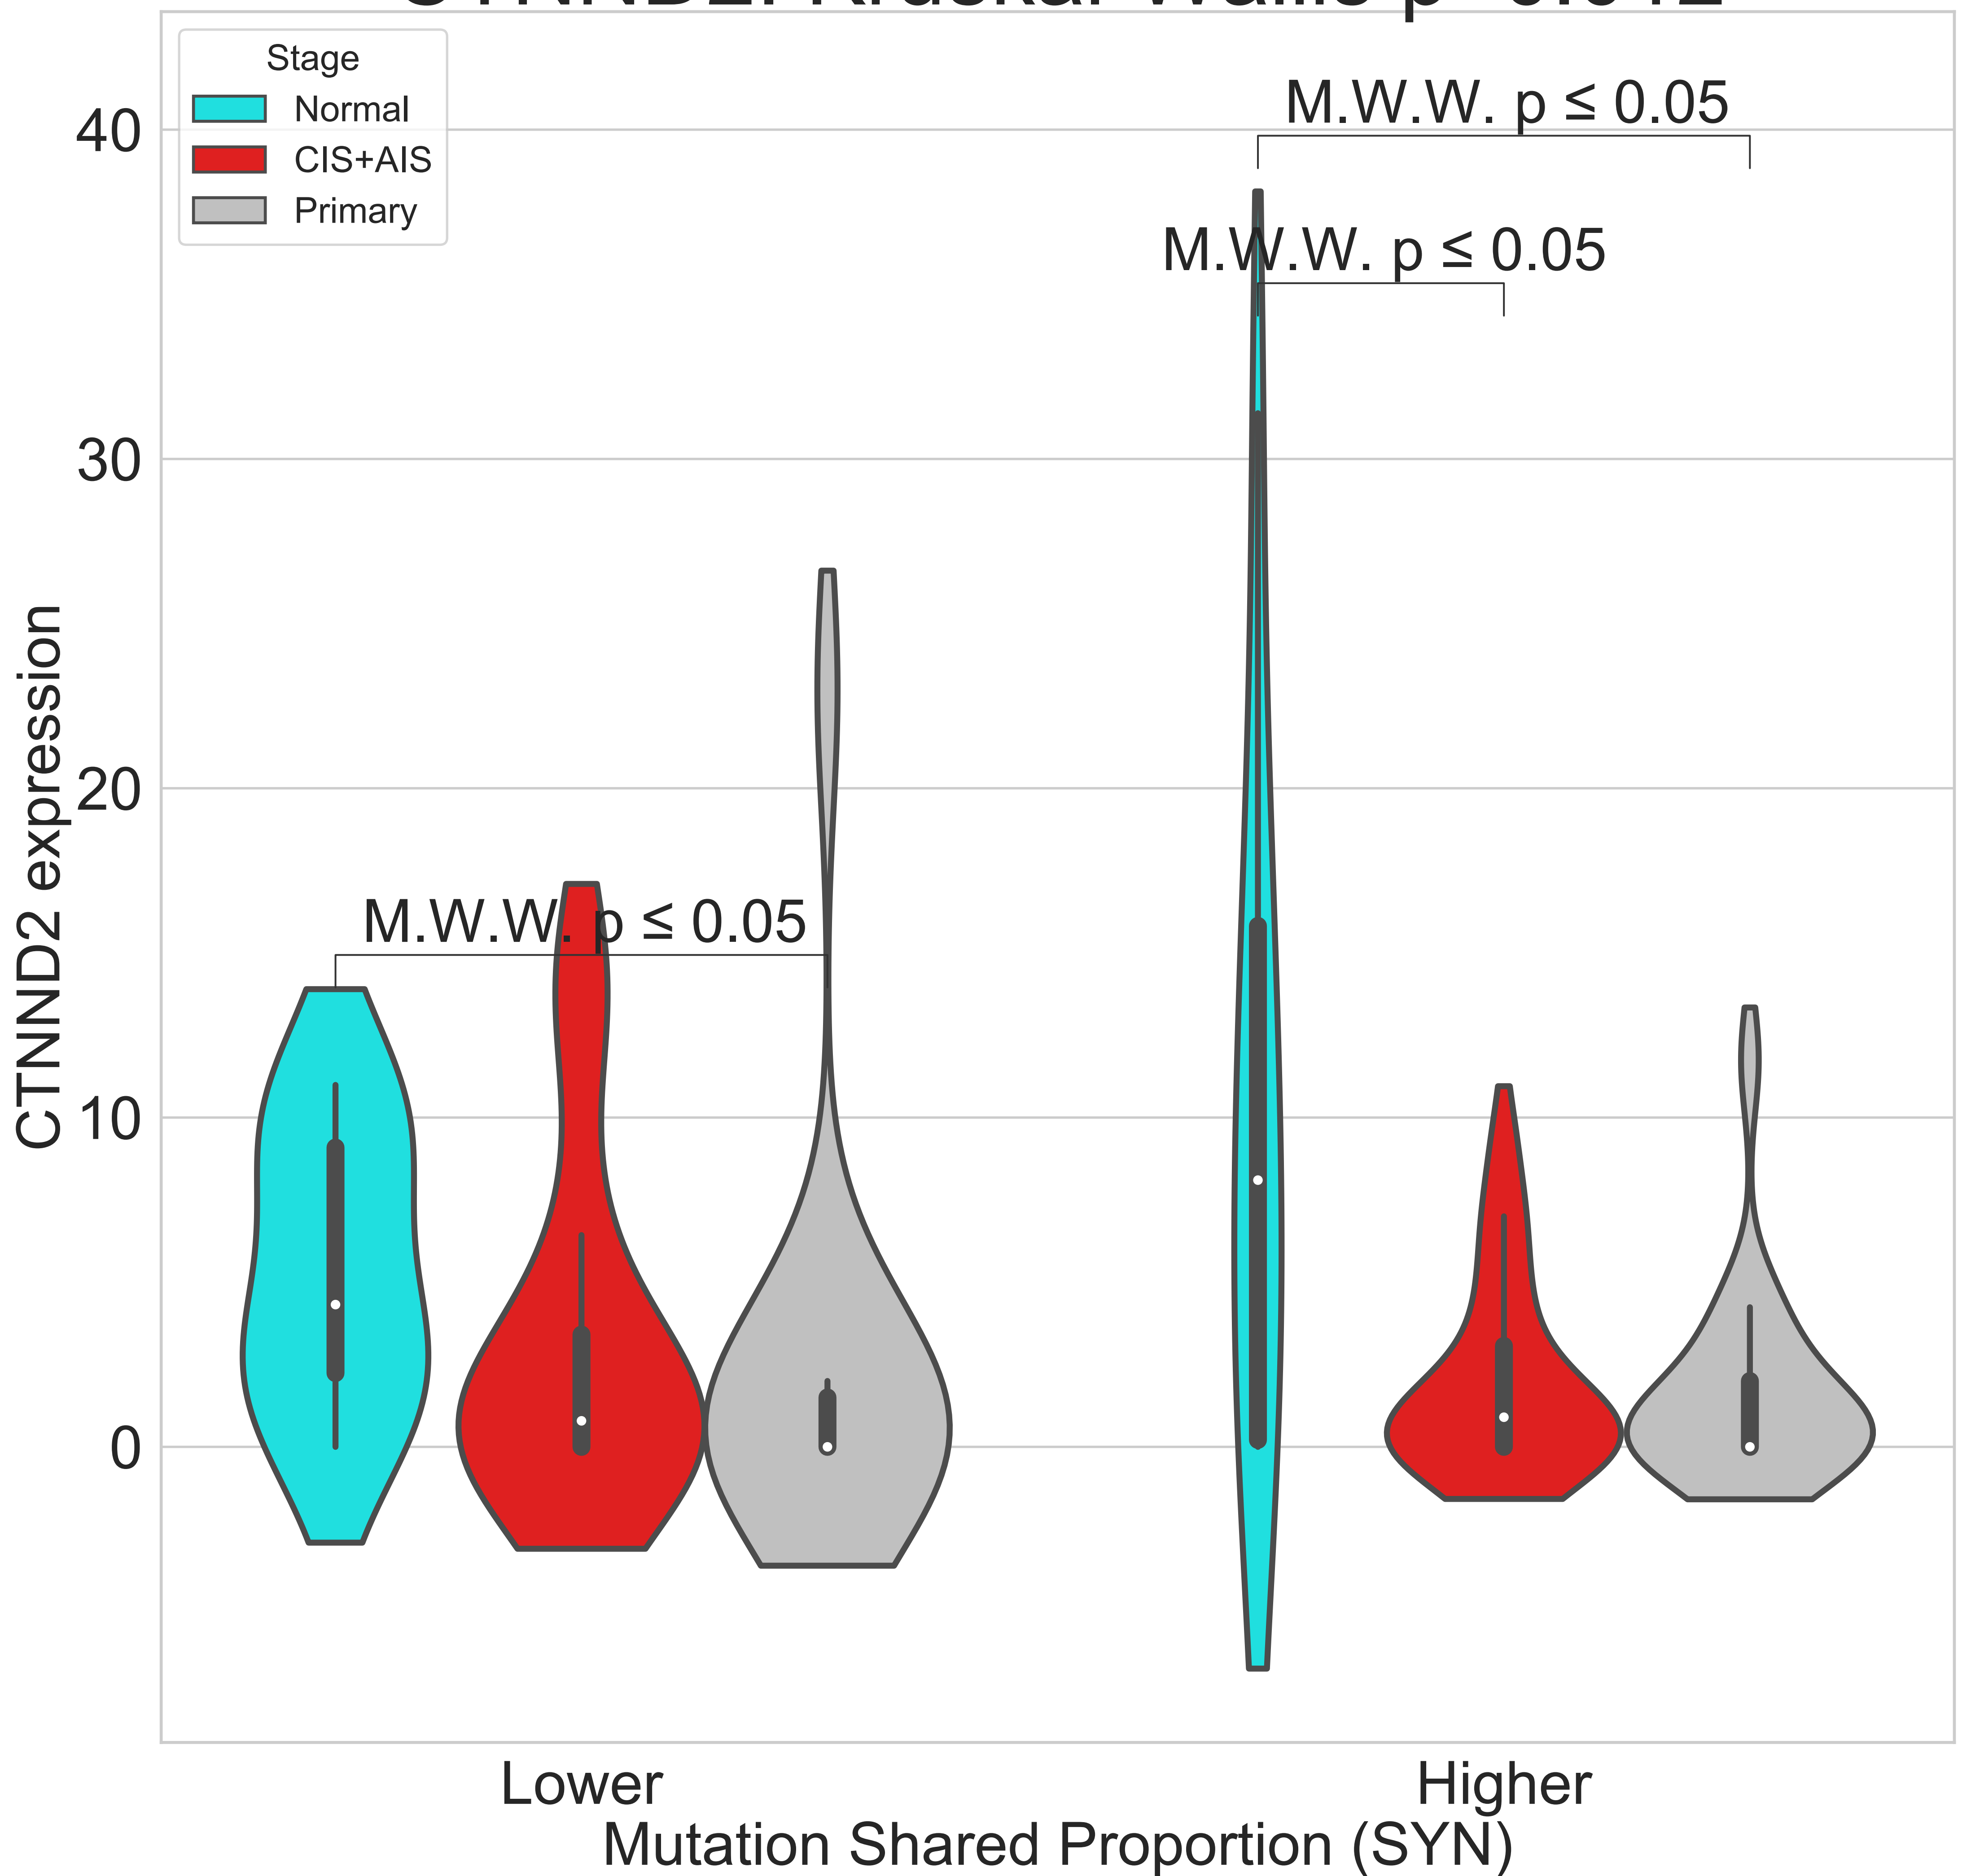 Stage
Normal
CIS+AIS
Primary
M.W.W. p ≤ 0.05
M.W.W. p ≤ 0.05
M.W.W. p ≤ 0.05
40
30
20
10
0
CTNND2 expression
Lower
Higher
Mutation Shared Proportion (SYN)